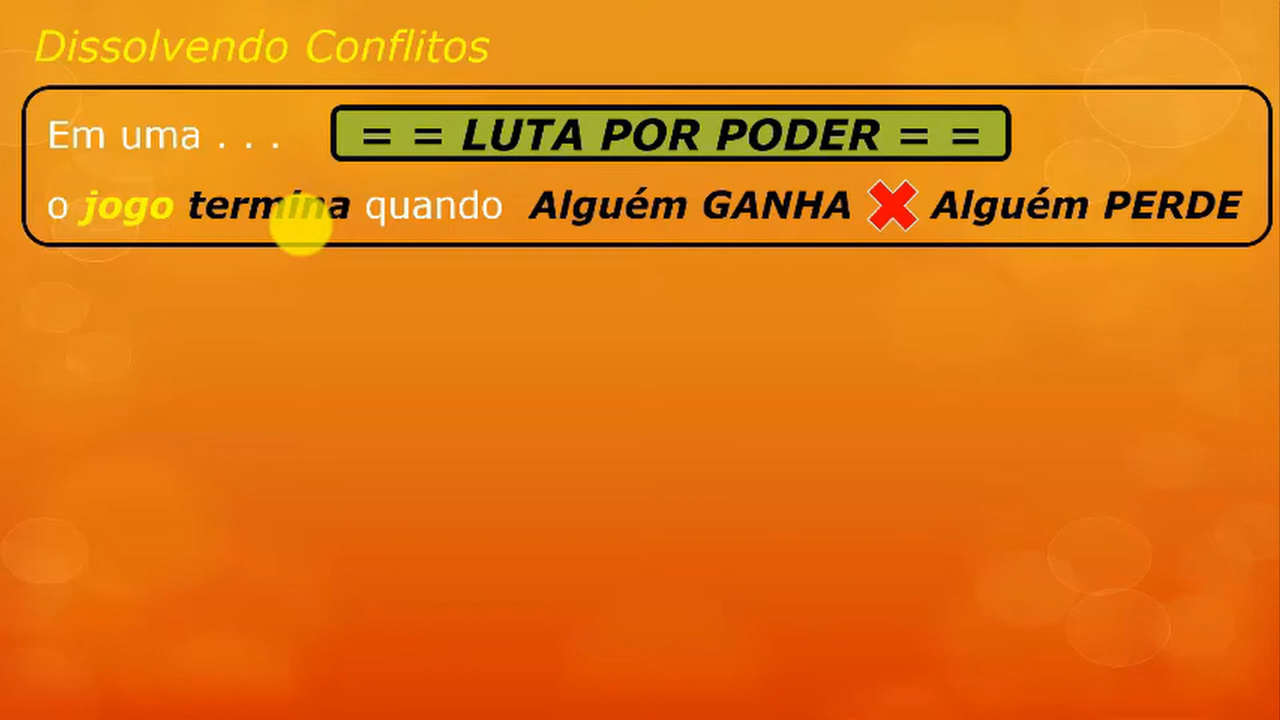 Dissolvendo Conflitos
Em uma . . . = = LUTA POR PODER = =
o jogo termina quando Alguém GANHA ❌ Alguém PERDE